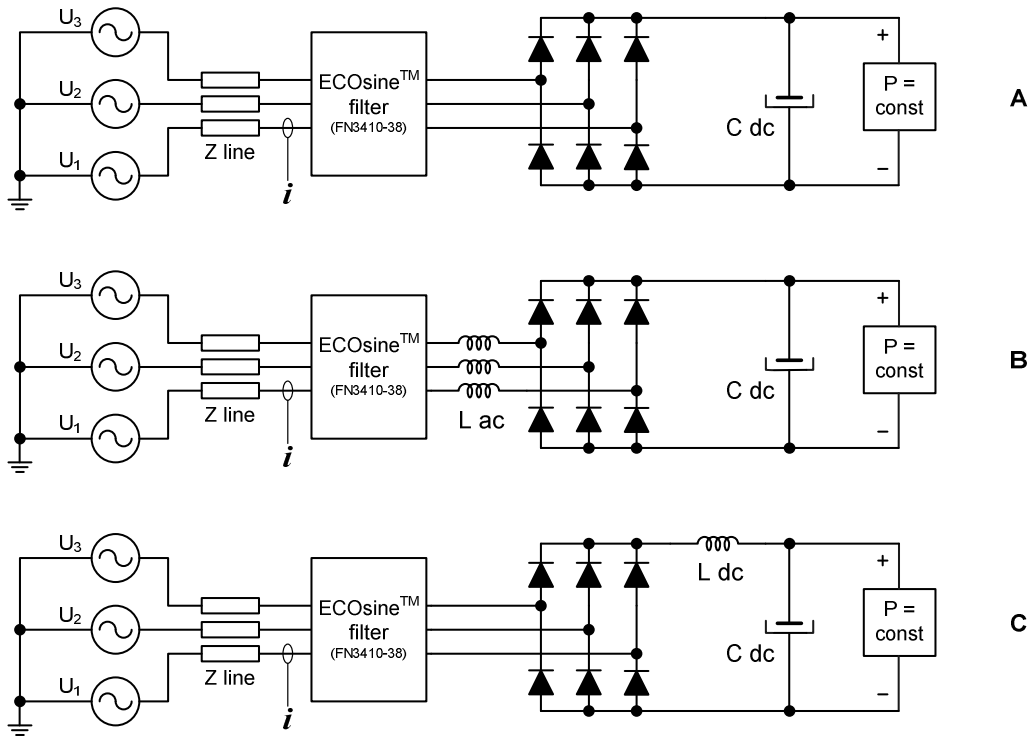 U3
ECOsine™
filter
(FN3410-38)
U2
U1
Z line
i
C dc
+
P =
const
−
A
U3
ECOsine™
filter
(FN3410-38)
U2
U1
Z line
i
L ac
C dc
+
P =
const
−
B
U3
ECOsine™
filter
(FN3410-38)
U2
U1
Z line
i
L dc
C dc
+
P =
const
−
C